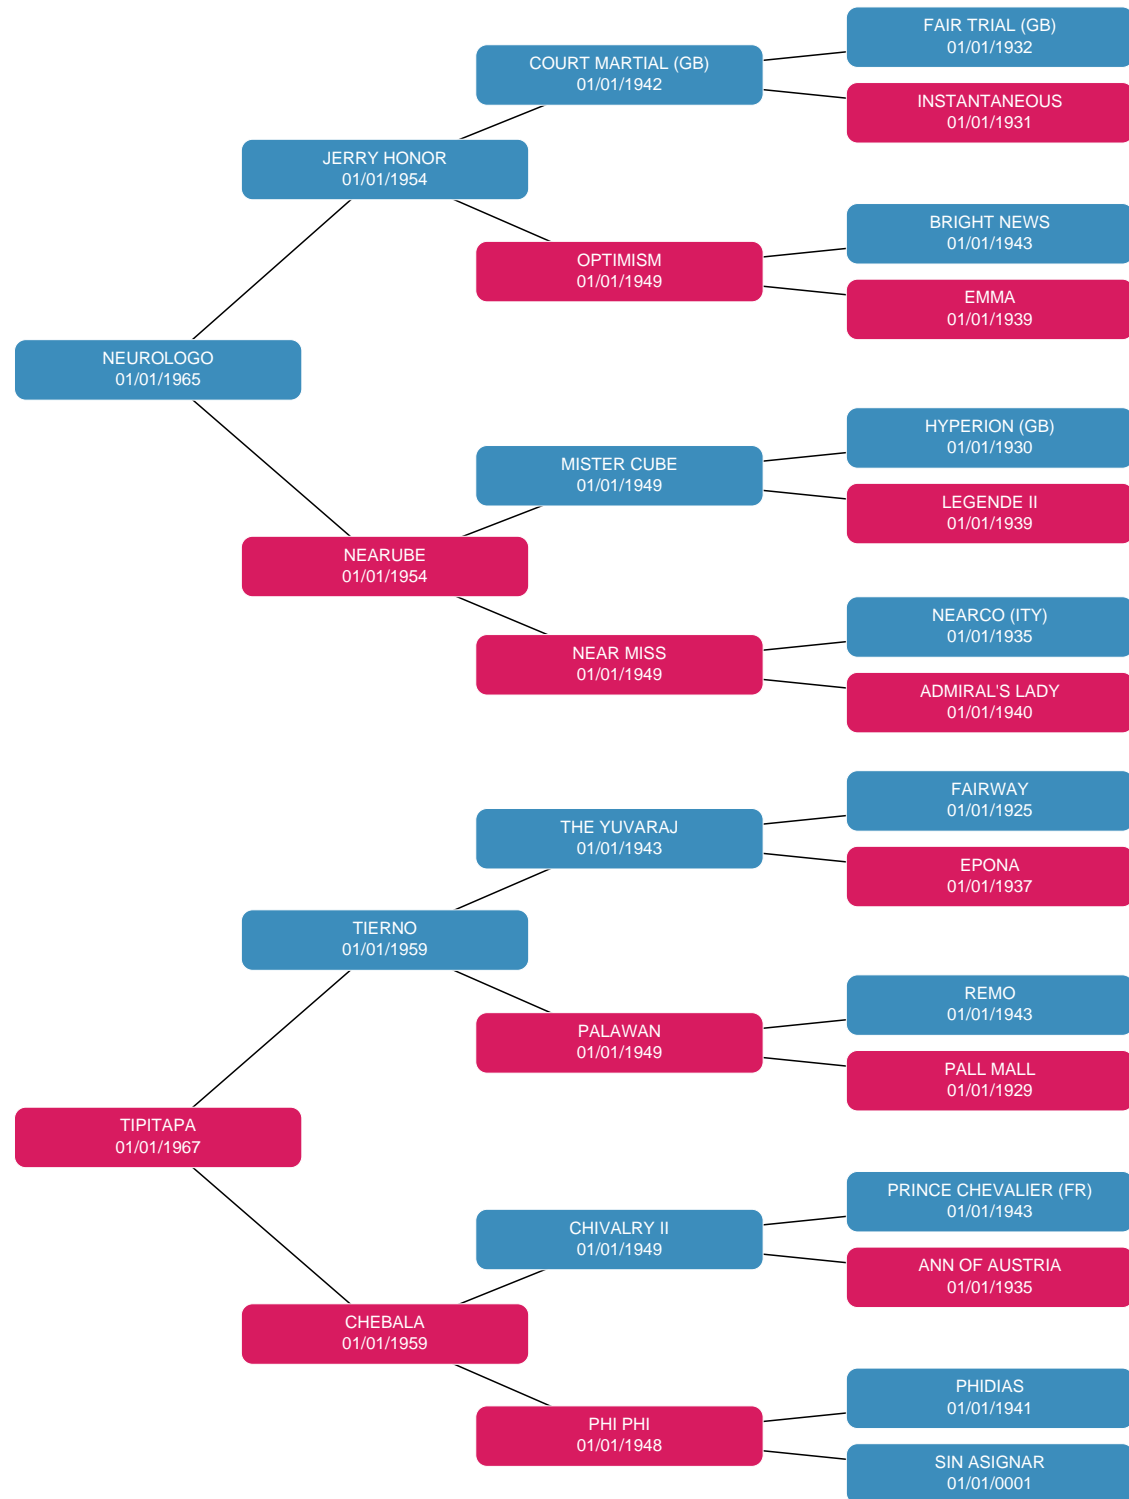 FAIR TRIAL (GB)
01/01/1932
COURT MARTIAL (GB)
01/01/1942
INSTANTANEOUS
01/01/1931
JERRY HONOR
01/01/1954
BRIGHT NEWS
01/01/1943
OPTIMISM
01/01/1949
EMMA
01/01/1939
NEUROLOGO
01/01/1965
HYPERION (GB)
01/01/1930
MISTER CUBE
01/01/1949
LEGENDE II
01/01/1939
NEARUBE
01/01/1954
NEARCO (ITY)
01/01/1935
NEAR MISS
01/01/1949
ADMIRAL'S LADY
01/01/1940
FAIRWAY
01/01/1925
THE YUVARAJ
01/01/1943
EPONA
01/01/1937
TIERNO
01/01/1959
REMO
01/01/1943
PALAWAN
01/01/1949
PALL MALL
01/01/1929
TIPITAPA
01/01/1967
PRINCE CHEVALIER (FR)
01/01/1943
CHIVALRY II
01/01/1949
ANN OF AUSTRIA
01/01/1935
CHEBALA
01/01/1959
PHIDIAS
01/01/1941
PHI PHI
01/01/1948
SIN ASIGNAR
01/01/0001